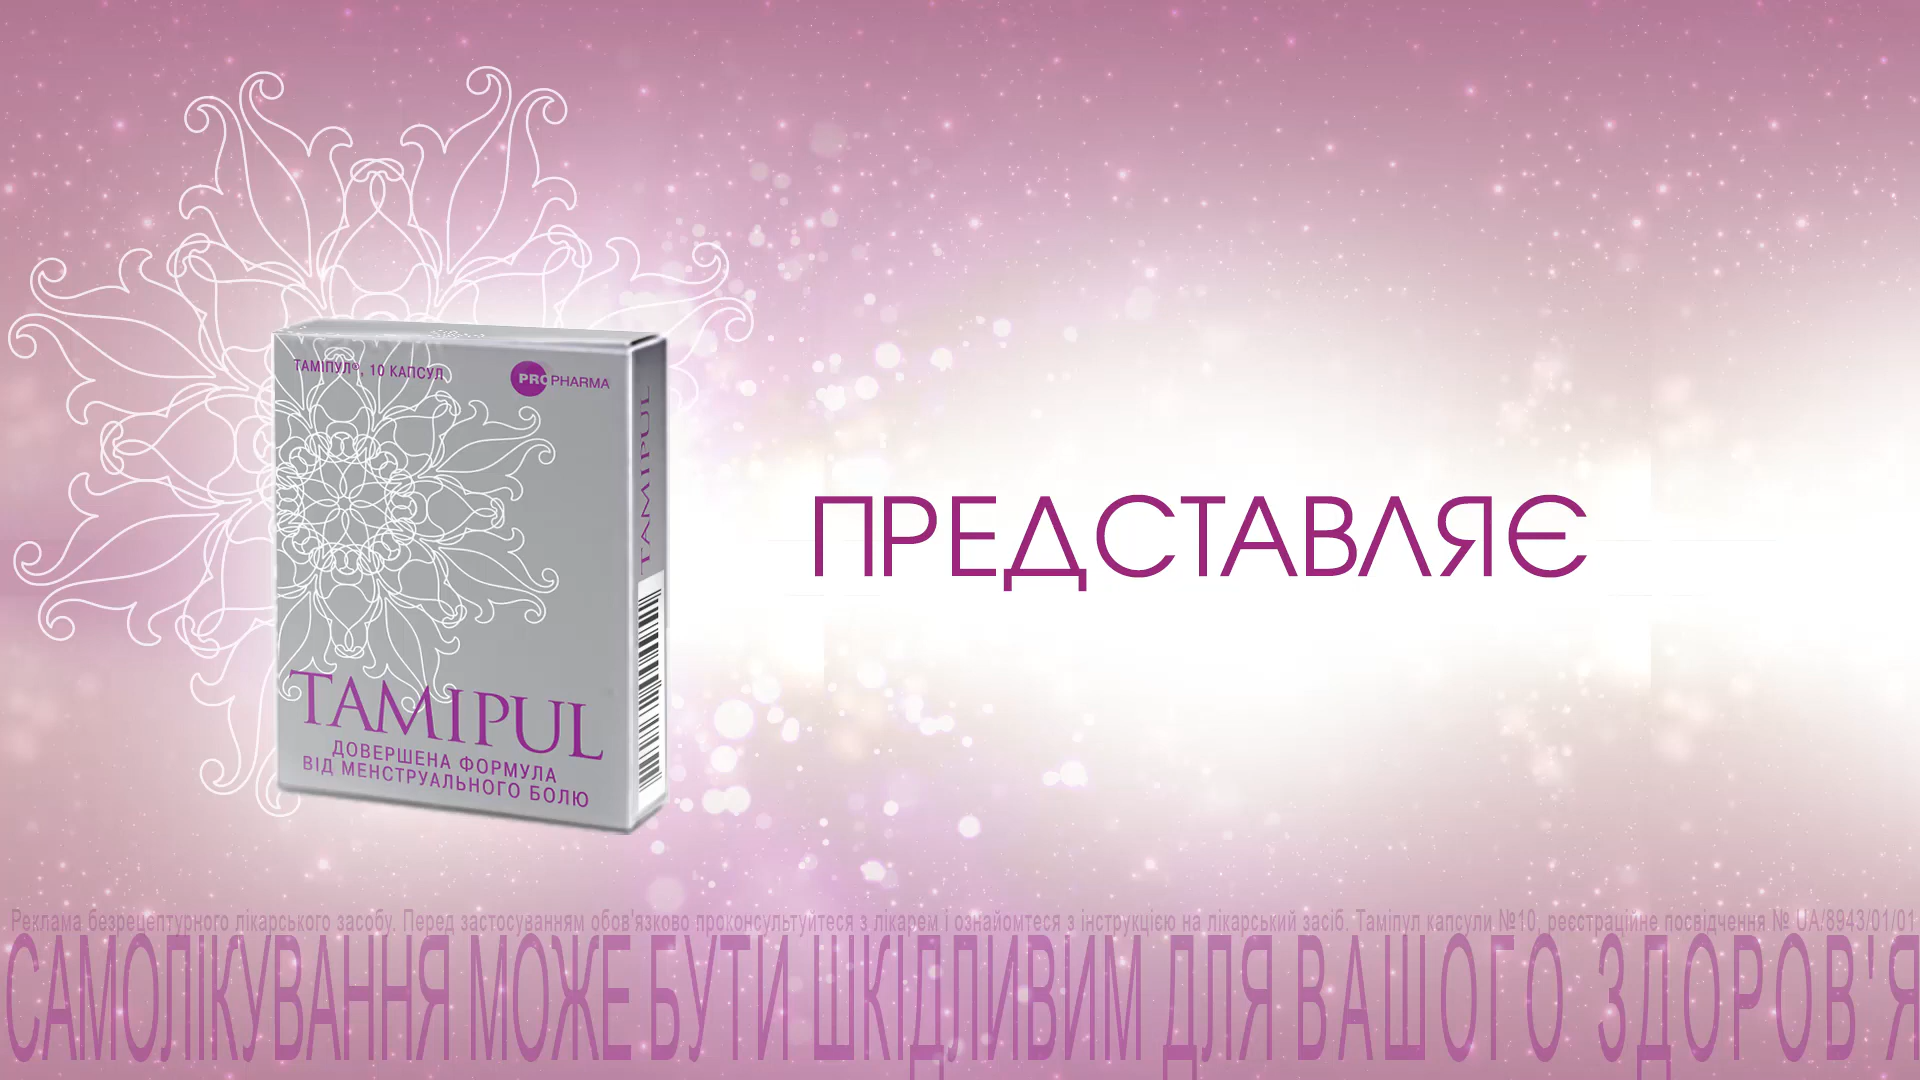 ТАМІПУЛ®, 10 КАПСУЛ
PROPHARMA
TAMIPUL
TAMIPUL
ДОВЕРШЕНА ФОРМУЛА
ВІД МЕНСТРУАЛЬНОГО БОЛЮ
ПРЕДСТАВЛЯЄ
Реклама безрецептурного лікарського засобу. Перед застосуванням обов'язково проконсультуйтеся з лікарем і ознайомтеся з інструкцією на лікарський засіб. Таміпул капсули №10, реєстраційне посвідчення № UA/8943/01/01
САМОЛІКУВАННЯ МОЖЕ БУТИ ШКІДЛИВИМ ДЛЯ ВАШОГО ЗДОРОВ'Я